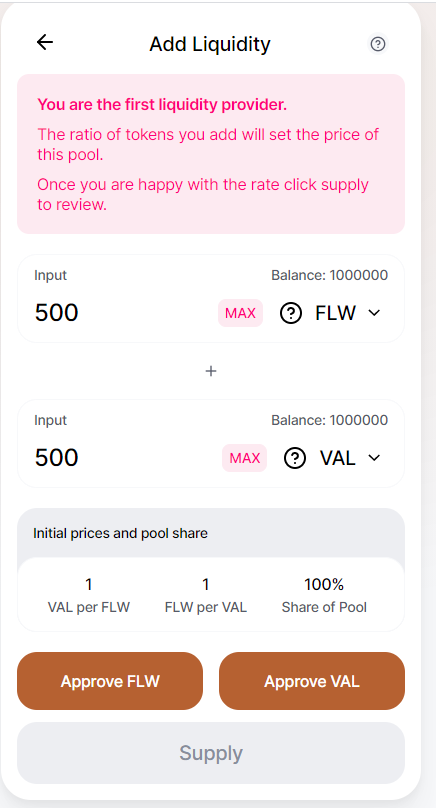 Add Liquidity
You are the first liquidity provider.
The ratio of tokens you add will set the price of
this pool.
Once you are happy with the rate click supply
to review.
Input
Balance: 1000000
500
MAX
FLW
+
Input
Balance: 1000000
500
MAX
VAL
Initial prices and pool share
1
1
100%
VAL per FLW
FLW per VAL
Share of Pool
Approve FLW
Approve VAL
Supply